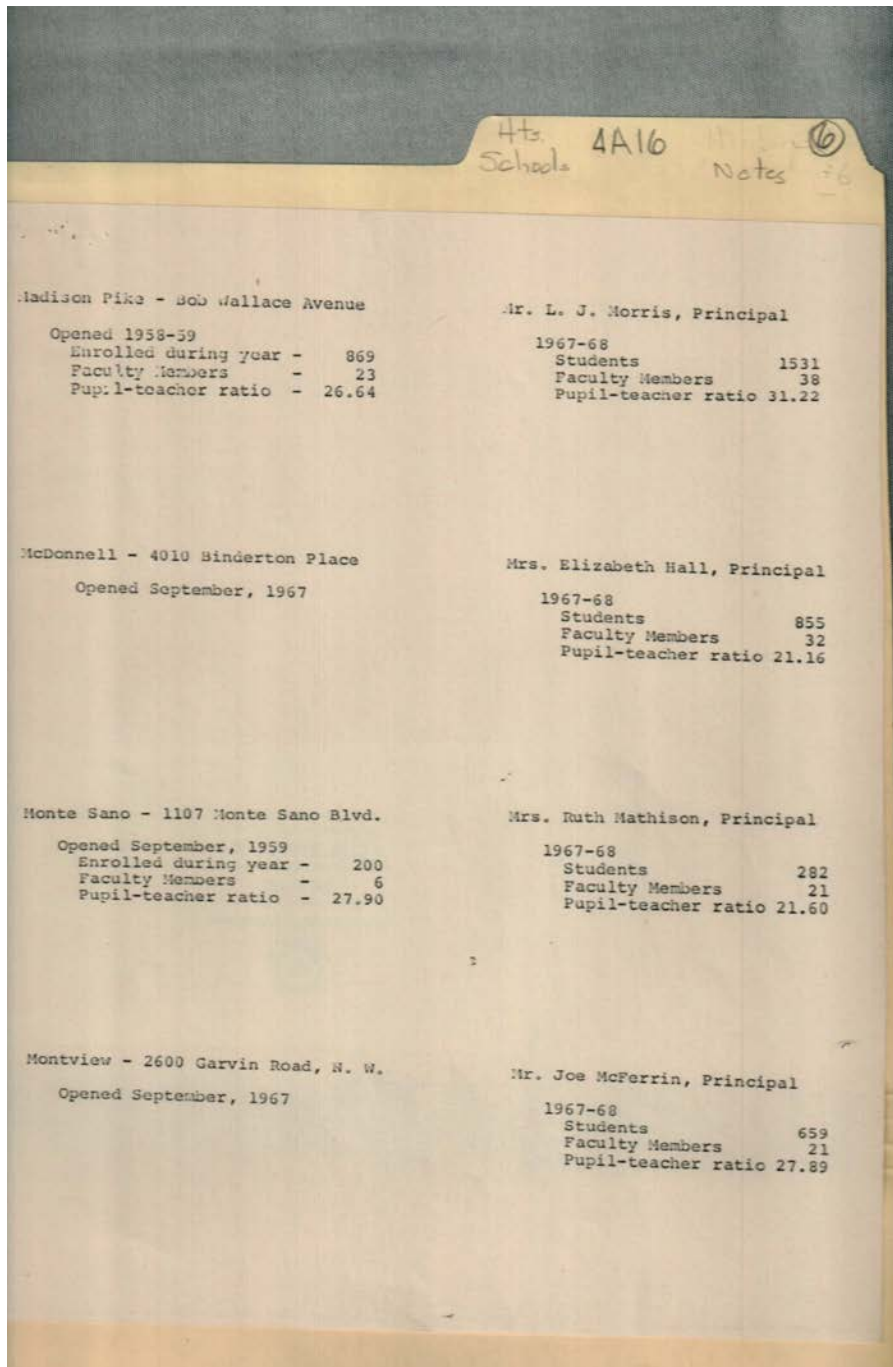 Hts. 4A16 6
Schools Notes
Madison Pike - Bob Wallace Avenue
Opened 1958-59
Enrolled during year - 869
Faculty Members - 23
Pupil-teacher ratio - 26.64
Mr. L. J. Morris, Principal
1967-68
Students 1531
Faculty Members 38
Pupil-teacher ratio 31.22
McDonnell - 4010 Binderton Place
Opened September, 1967
Mrs. Elizabeth Hall, Principal
1967-68
Students 855
Faculty Members 32
Pupil-teacher ratio 21.16
Monte Sano - 1107 Monte Sano Blvd.
Opened September, 1959
Enrolled during year - 200
Faculty Members - 6
Pupil-teacher ratio - 27.90
Mrs. Ruth Mathison, Principal
1967-68
Students 282
Faculty Members 21
Pupil-teacher ratio 21.60
Montview - 2600 Garvin Road, N. W.
Opened September, 1967
Mr. Joe McFerrin, Principal
1967-68
Students 659
Faculty Members 21
Pupil-teacher ratio 27.89